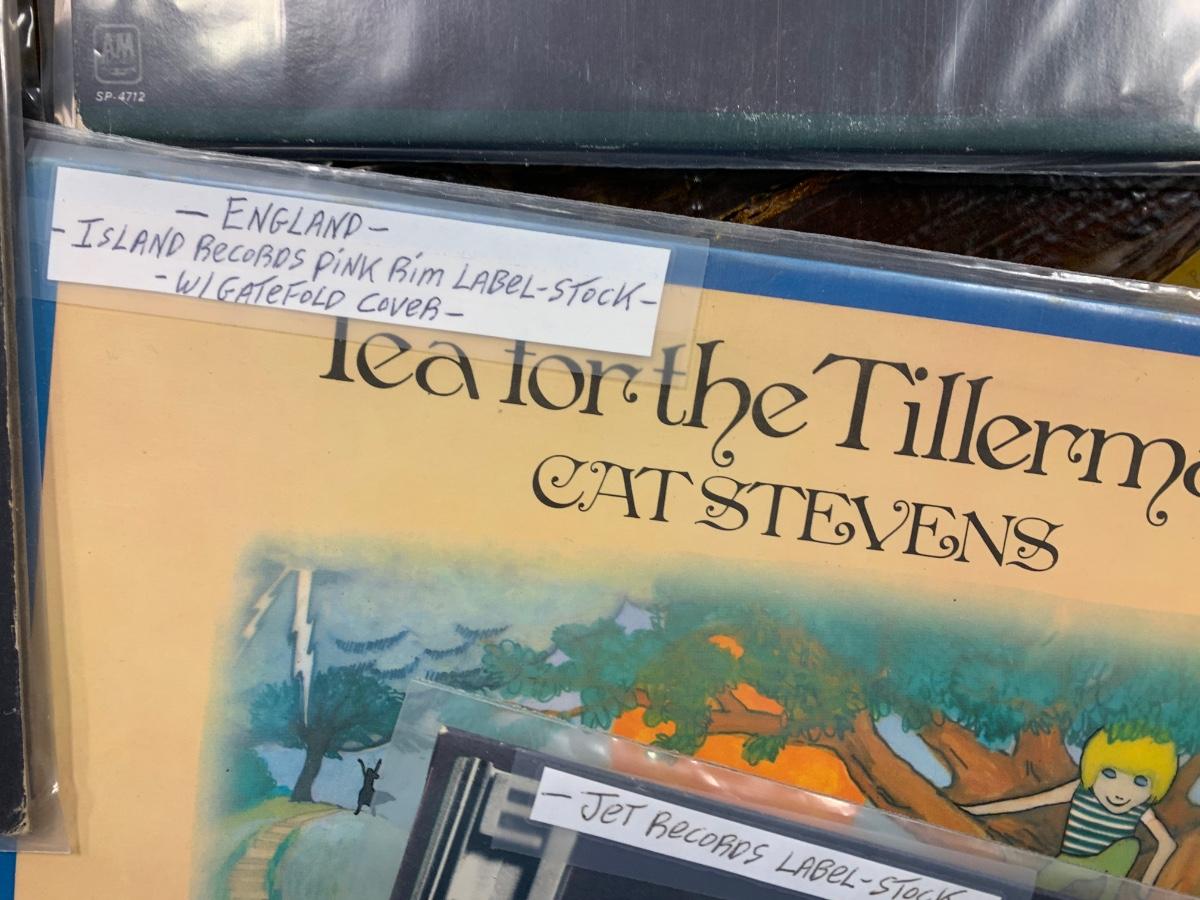 A&M
SP-4712
— ENGLAND —
- ISLAND RECORDS PINK RIM LABEL-STOCK -
- W/ GATEFOLD COVER -
Tea for the Tillerma
CAT STEVENS
— JET RECORDS LABEL-STOCK